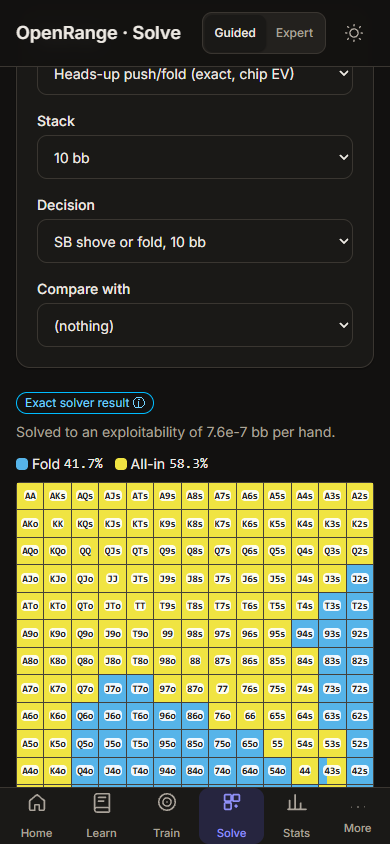 OpenRange · Solve
Guided Expert
Heads-up push/fold (exact, chip EV)
Stack
10 bb
Decision
SB shove or fold, 10 bb
Compare with
(nothing)
Exact solver result ⓘ
Solved to an exploitability of 7.6e-7 bb per hand.
Fold 41.7% All-in 58.3%
AA AKs AQs AJs ATs A9s A8s A7s A6s A5s A4s A3s A2s
AKo KK KQs KJs KTs K9s K8s K7s K6s K5s K4s K3s K2s
AQo KQo QQ QJs QTs Q9s Q8s Q7s Q6s Q5s Q4s Q3s Q2s
AJo KJo QJo JJ JTs J9s J8s J7s J6s J5s J4s J3s J2s
ATo KTo QTo JTo TT T9s T8s T7s T6s T5s T4s T3s T2s
A9o K9o Q9o J9o T9o 99 98s 97s 96s 95s 94s 93s 92s
A8o K8o Q8o J8o T8o 98o 88 87s 86s 85s 84s 83s 82s
A7o K7o Q7o J7o T7o 97o 87o 77 76s 75s 74s 73s 72s
A6o K6o Q6o J6o T6o 96o 86o 76o 66 65s 64s 63s 62s
A5o K5o Q5o J5o T5o 95o 85o 75o 65o 55 54s 53s 52s
A4o K4o Q4o J4o T4o 94o 84o 74o 64o 54o 44 43s 42s
Home Learn Train Solve Stats More